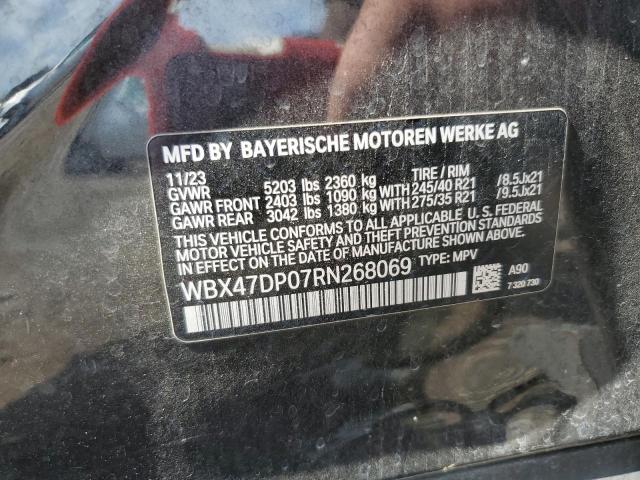 MFD BY BAYERISCHE MOTOREN WERKE AG
11/23 TIRE / RIM
GVWR 5203 lbs 2360 kg
GAWR FRONT 2403 lbs 1090 kg WITH 245/40 R21 /8.5Jx21
GAWR REAR 3042 lbs 1380 kg WITH 275/35 R21 /9.5Jx21
THIS VEHICLE CONFORMS TO ALL APPLICABLE U. S. FEDERAL
MOTOR VEHICLE SAFETY AND THEFT PREVENTION STANDARDS
IN EFFECT ON THE DATE OF MANUFACTURE SHOWN ABOVE.
WBX47DP07RN268069 TYPE: MPV
A90
7 320 730